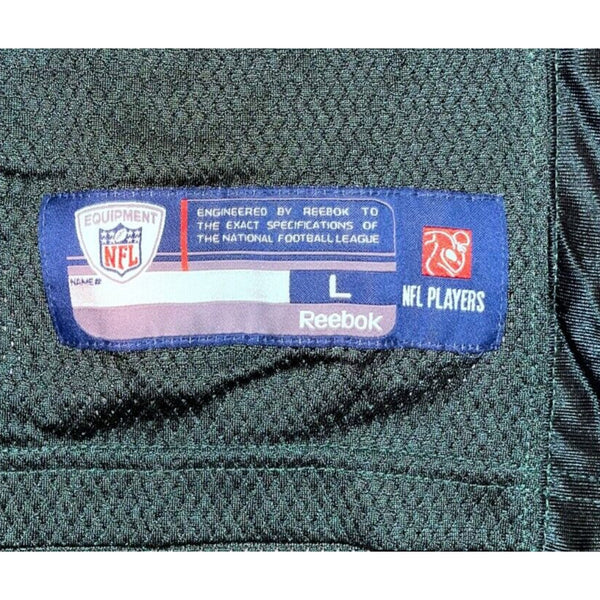 EQUIPMENT
NFL
ENGINEERED BY REEBOK TO
THE EXACT SPECIFICATIONS OF
THE NATIONAL FOOTBALL LEAGUE
NAME#
L
Reebok
NFL PLAYERS